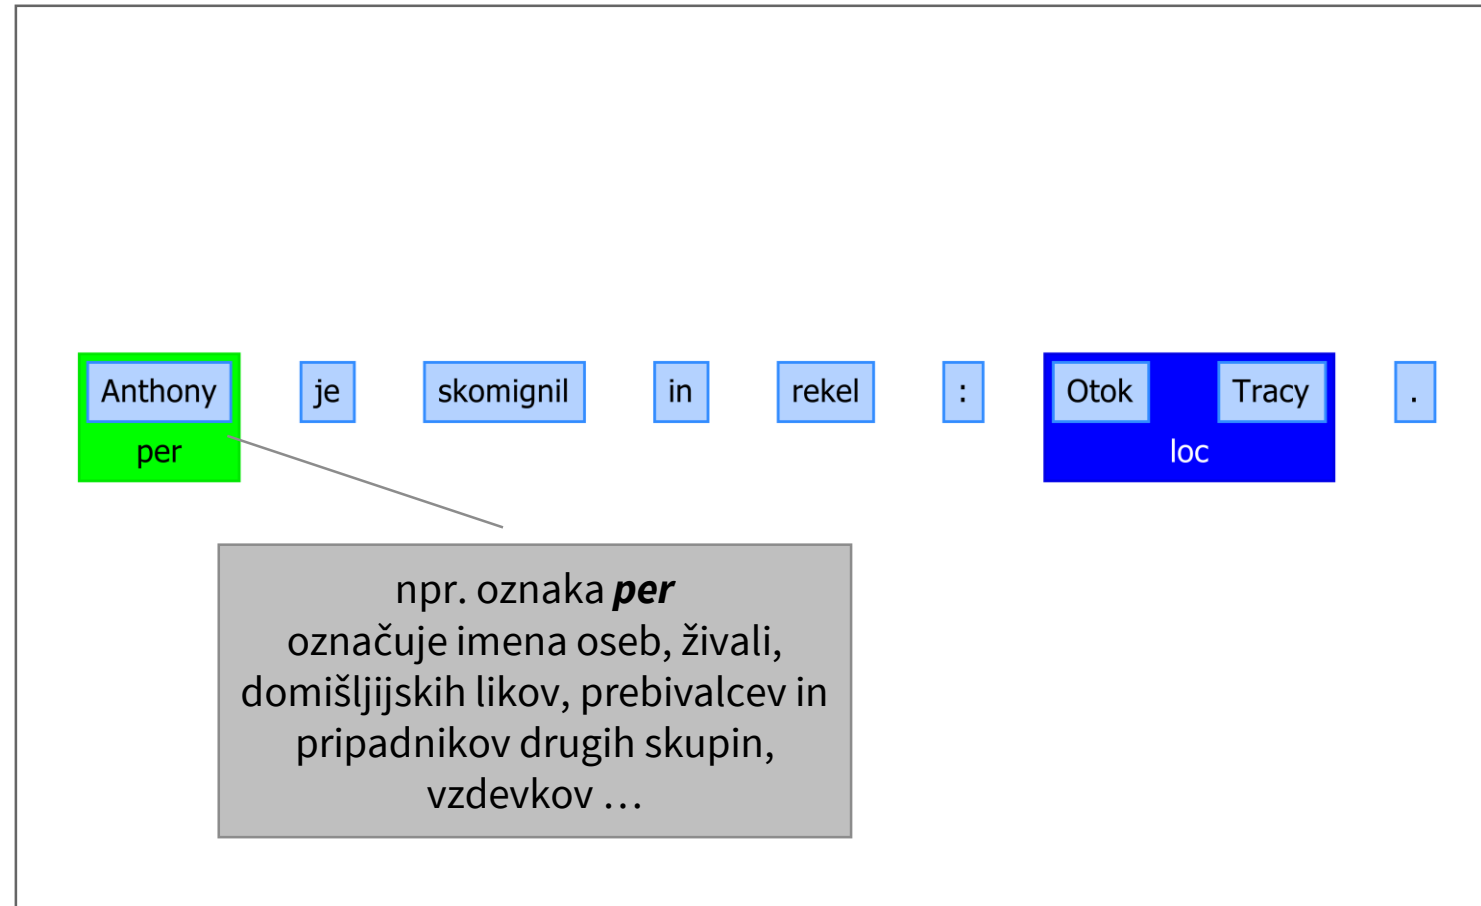 Anthony je skomignil in rekel : Otok Tracy .
per loc
npr. oznaka per
označuje imena oseb, živali,
domišljijskih likov, prebivalcev in
pripadnikov drugih skupin,
vzdevkov …